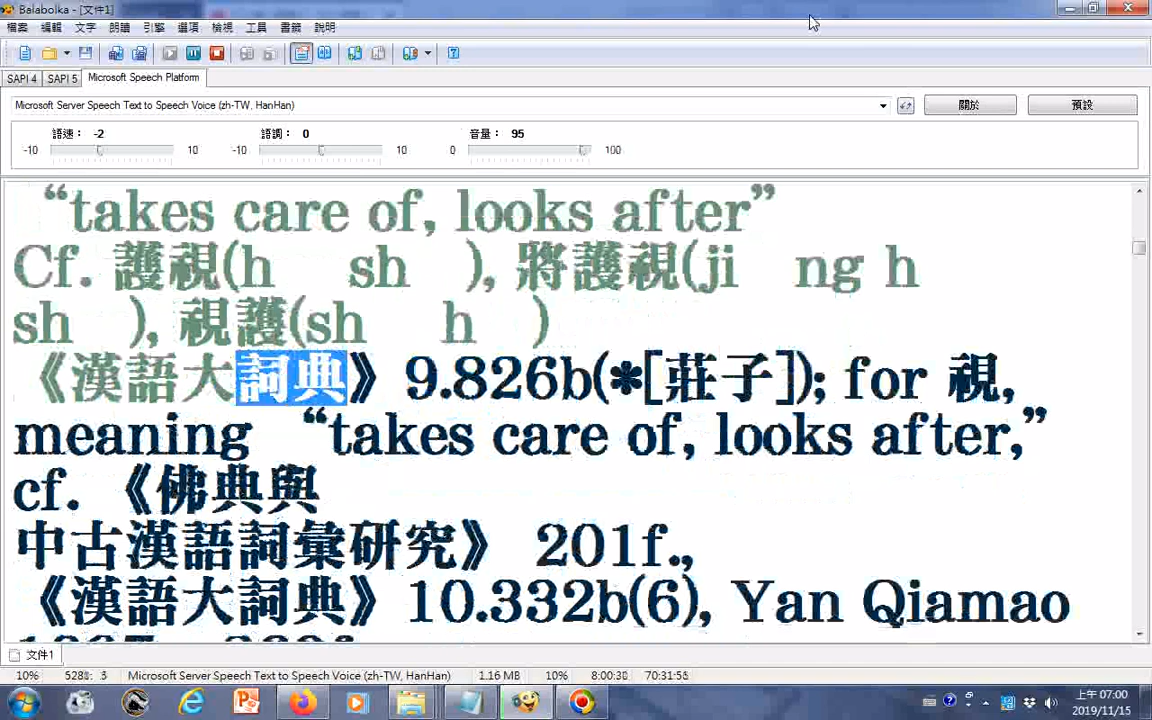 Balabolka - [文件1]
檔案 編輯 文字 朗讀 引擎 選項 檢視 工具 書籤 說明
SAPI 4 SAPI 5 Microsoft Speech Platform
Microsoft Server Speech Text to Speech Voice (zh-TW, HanHan) 關於 預設
語速： -2 語調： 0 音量： 95
-10 10 -10 10 0 100
“takes care of, looks after”
Cf. 護視(h sh ), 將護視(ji ng h
sh ), 視護(sh h )
《漢語大詞典》 9.826b(*[莊子]); for 視,
meaning “takes care of, looks after,”
cf. 《佛典與
中古漢語詞彙研究》 201f.,
《漢語大詞典》 10.332b(6), Yan Qiamao
文件1
10% 528: 3 Microsoft Server Speech Text to Speech Voice (zh-TW, HanHan) 1.16 MB 10% 8:00:38 70:31:58
上午 07:00
2019/11/15